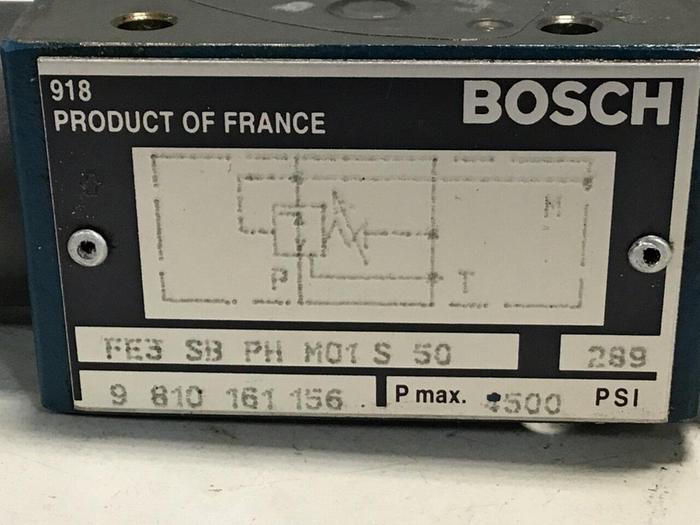 918
BOSCH
PRODUCT OF FRANCE
M
P T
FE3 SB PH M01 S 50 289
9 810 161 156 P max. 4500 PSI